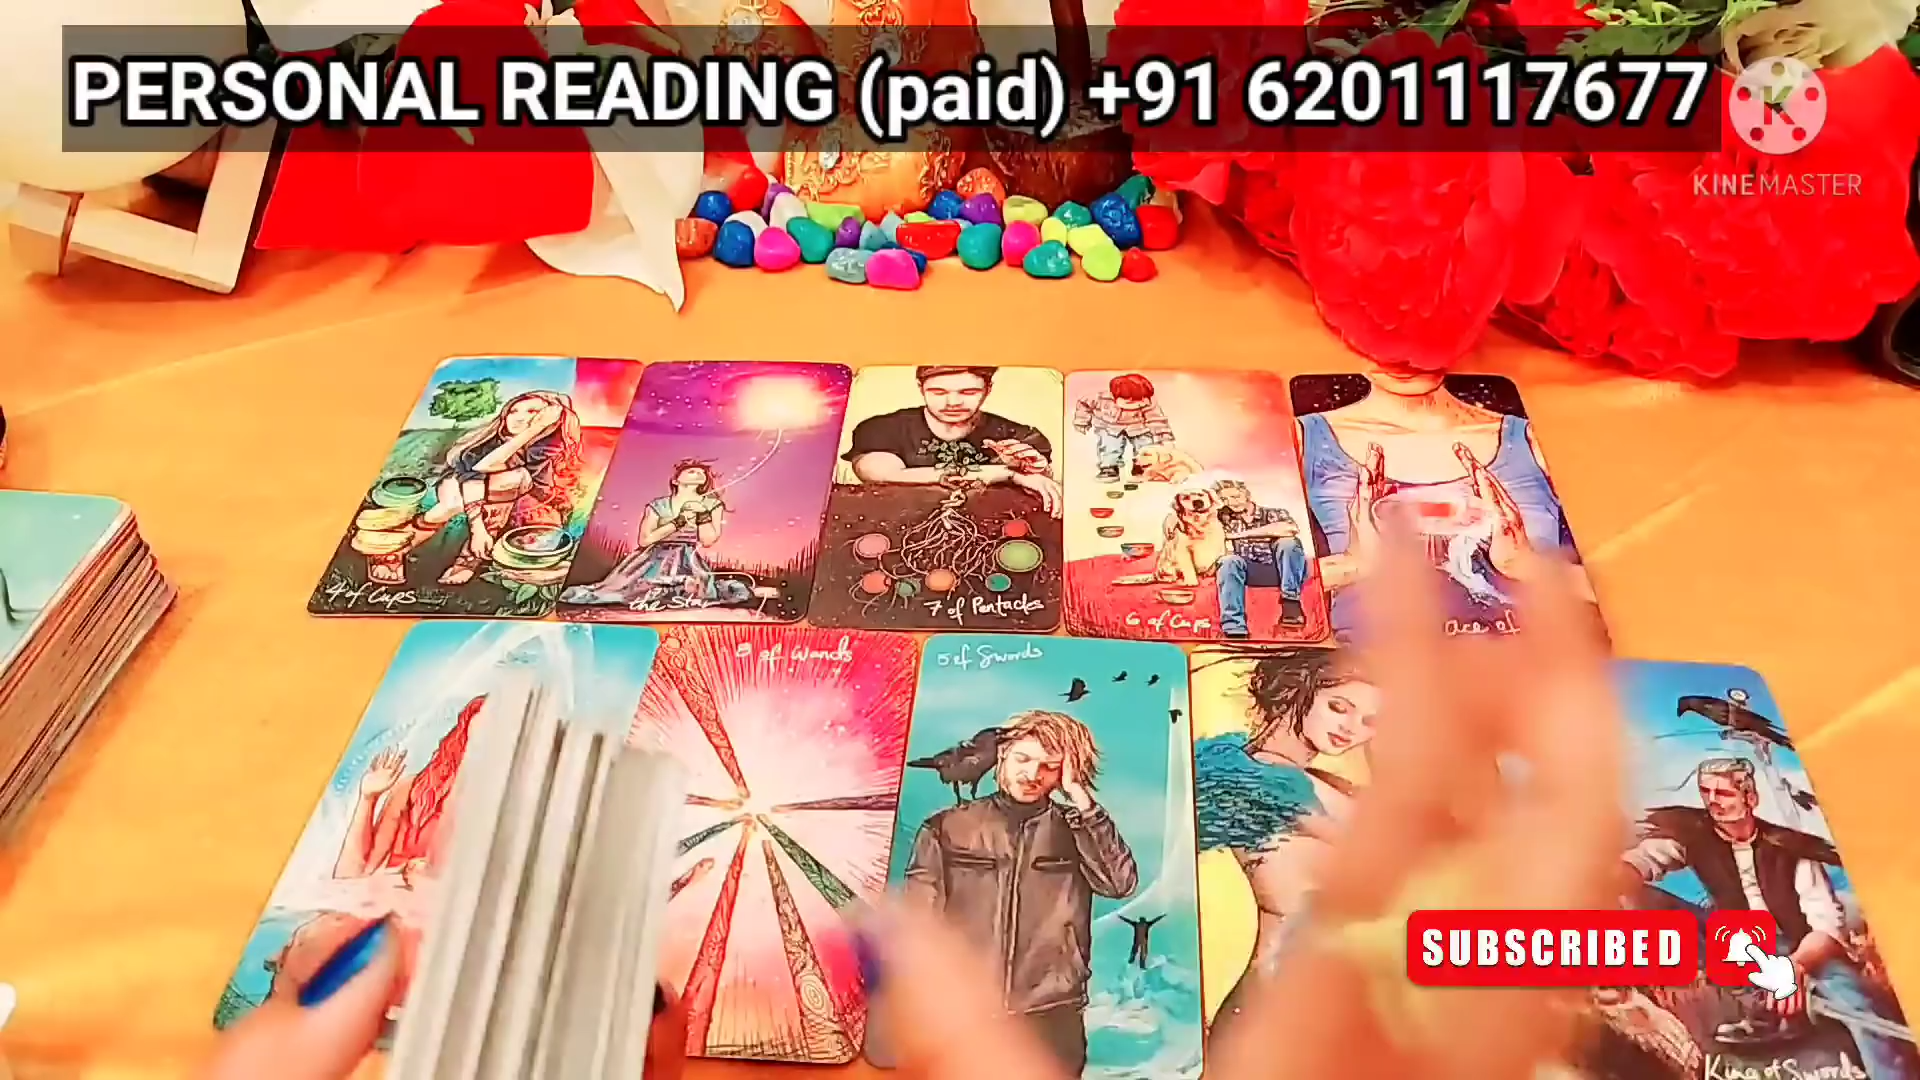 PERSONAL READING (paid) +91 6201117677
K
KINEMASTER
4 of Cups
the Star
7 of Pentacles
6 of Cups
ace of
5 of Wands
5 of Swords
SUBSCRIBED
King of Swords